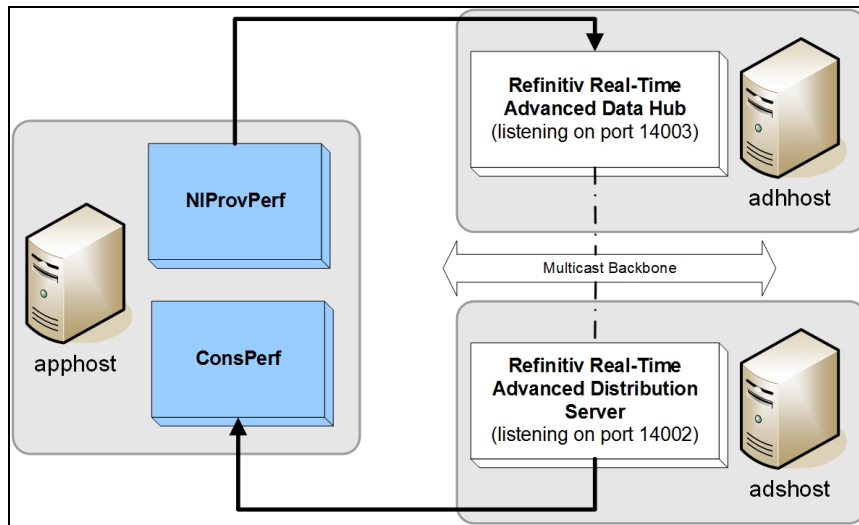 Refinitiv Real-Time
Advanced Data Hub
(listening on port 14003)
adhhost
NIProvPerf
apphost
ConsPerf
Multicast Backbone
Refinitiv Real-Time
Advanced Distribution
Server
(listening on port 14002)
adshost